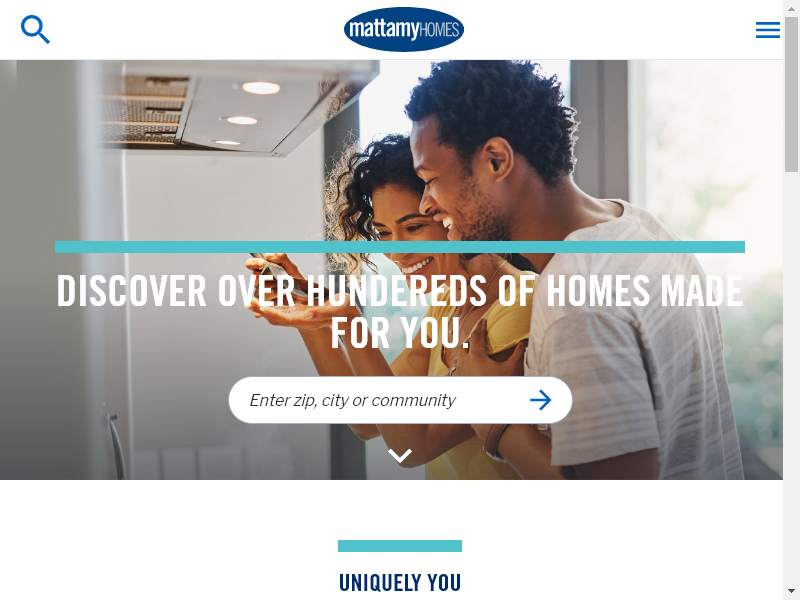 mattamyHOMES
DISCOVER OVER HUNDEREDS OF HOMES MADE
FOR YOU.
Enter zip, city or community
UNIQUELY YOU